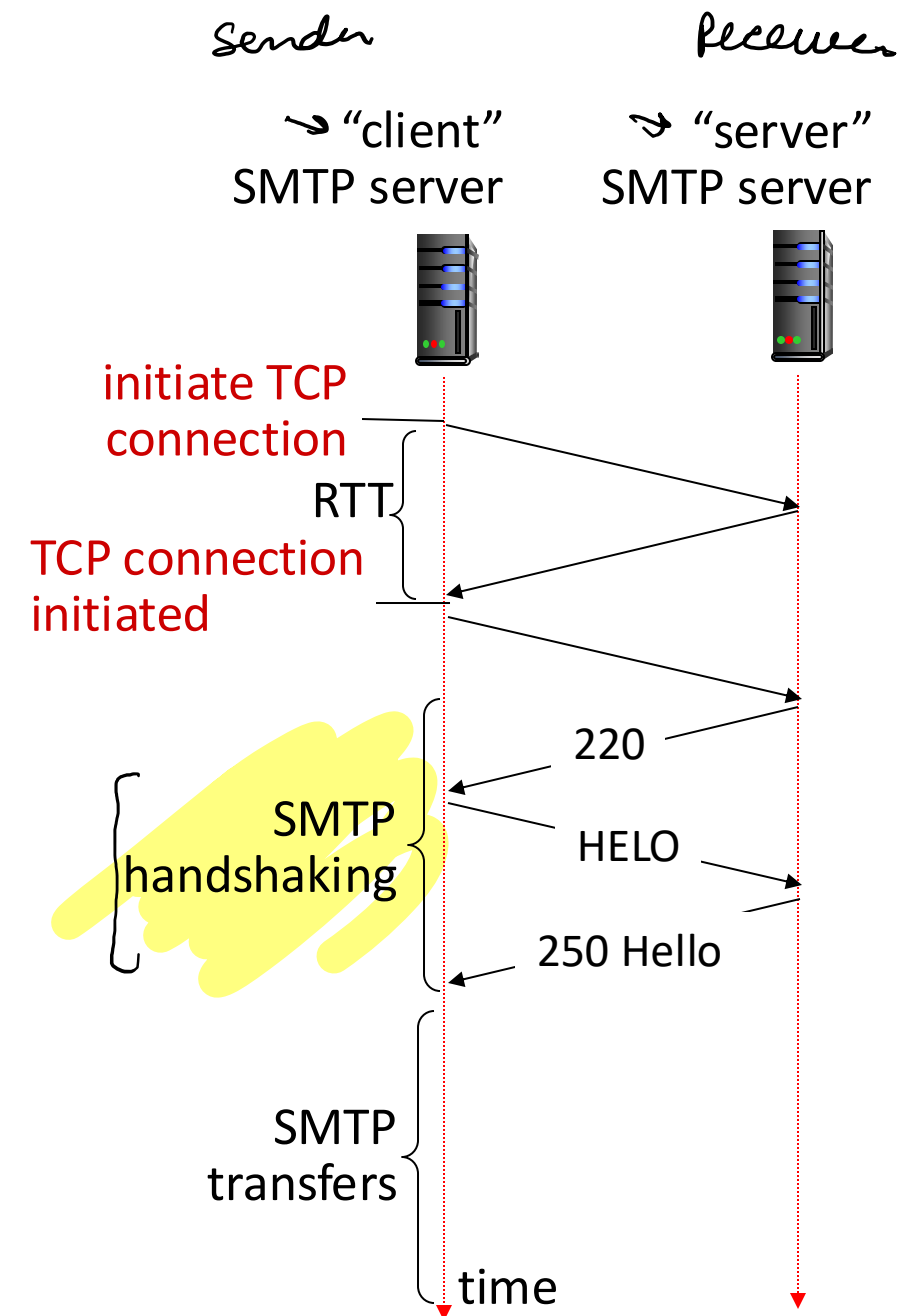 Sender
Receiver
“client”
SMTP server
“server”
SMTP server
initiate TCP
connection
RTT
TCP connection
initiated
220
SMTP
handshaking
HELO
250 Hello
SMTP
transfers
time